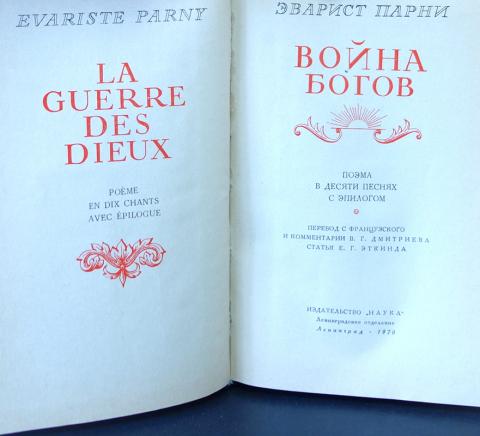 EVARISTE PARNY
LA
GUERRE
DES
DIEUX
POÈME
EN DIX CHANTS
AVEC ÉPILOGUE
ЭВАРИСТ ПАРНИ
ВОЙНА
БОГОВ
ПОЭМА
В ДЕСЯТИ ПЕСНЯХ
С ЭПИЛОГОМ
ПЕРЕВОД С ФРАНЦУЗСКОГО
И КОММЕНТАРИИ В. Г. ДМИТРИЕВА
СТАТЬЯ Е. Г. ЭТКИНДА
ИЗДАТЕЛЬСТВО „НАУКА“
Ленинградское отделение
Ленинград · 1970